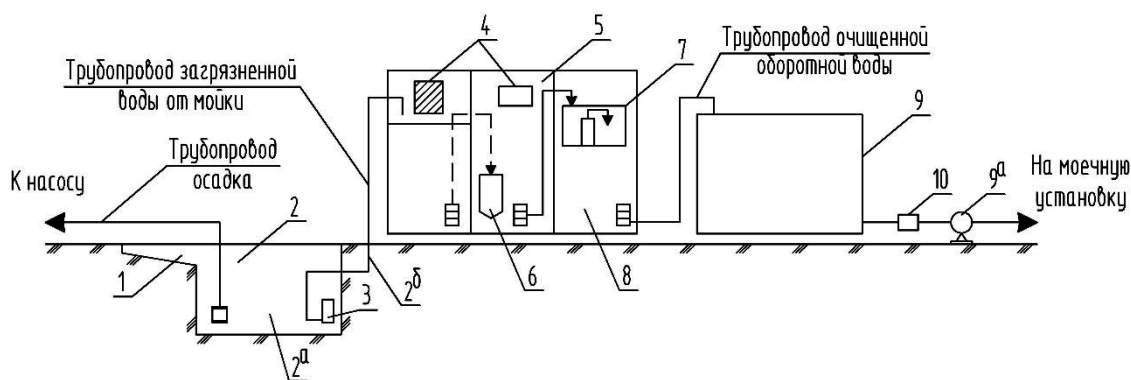 4
5
7
Трубопровод загрязненной
воды от мойки
Трубопровод очищенной
оборотной воды
9
Трубопровод
осадка
К насосу
2
10
9а
На моечную
установку
1
3
2б
6
8
2а